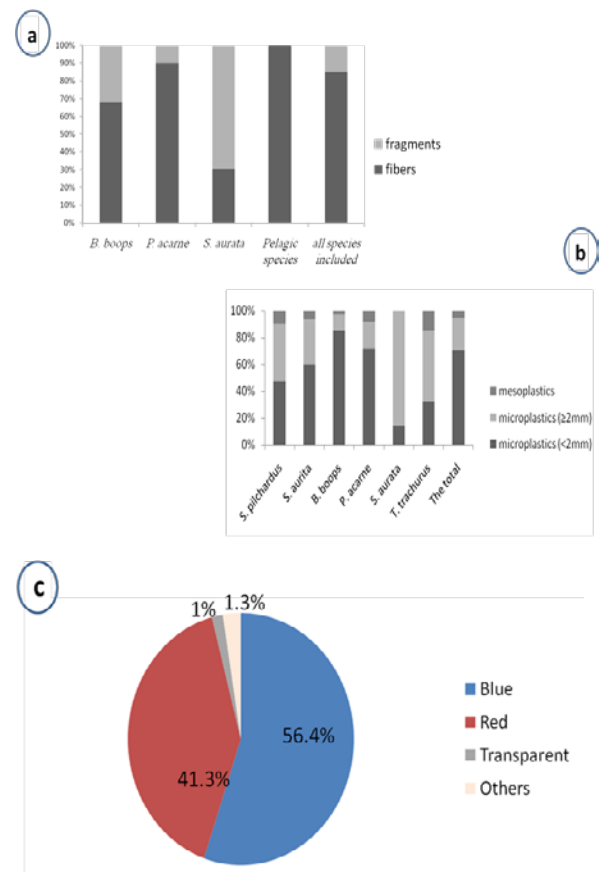 a
100%
90%
80%
70%
60%
50%
40%
30%
20%
10%
0%
fragments
fibers
B. boops
P. acarne
S. aurata
Pelagic species
all species included
b
100%
80%
60%
40%
20%
0%
mesoplastics
microplastics (≥2mm)
microplastics (<2mm)
S. pilchardus
S. aurita
B. boops
P. acarne
S. aurata
T. trachurus
The total
c
1%
1.3%
56.4%
41.3%
Blue
Red
Transparent
Others